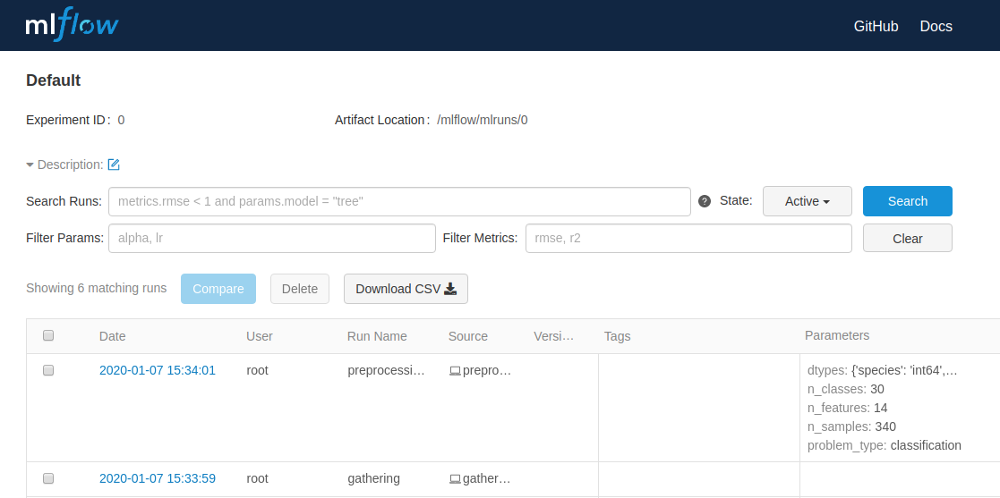 mlflow GitHub Docs
Default
Experiment ID: 0 Artifact Location: /mlflow/mlruns/0
Description:
Search Runs: metrics.rmse < 1 and params.model = "tree" ? State: Active Search
Filter Params: alpha, lr Filter Metrics: rmse, r2 Clear
Showing 6 matching runs Compare Delete Download CSV
Date User Run Name Source Versi… Tags Parameters
2020-01-07 15:34:01 root preprocessi… prepro… dtypes: {'species': 'int64',…
n_classes: 30
n_features: 14
n_samples: 340
problem_type: classification
2020-01-07 15:33:59 root gathering gather…